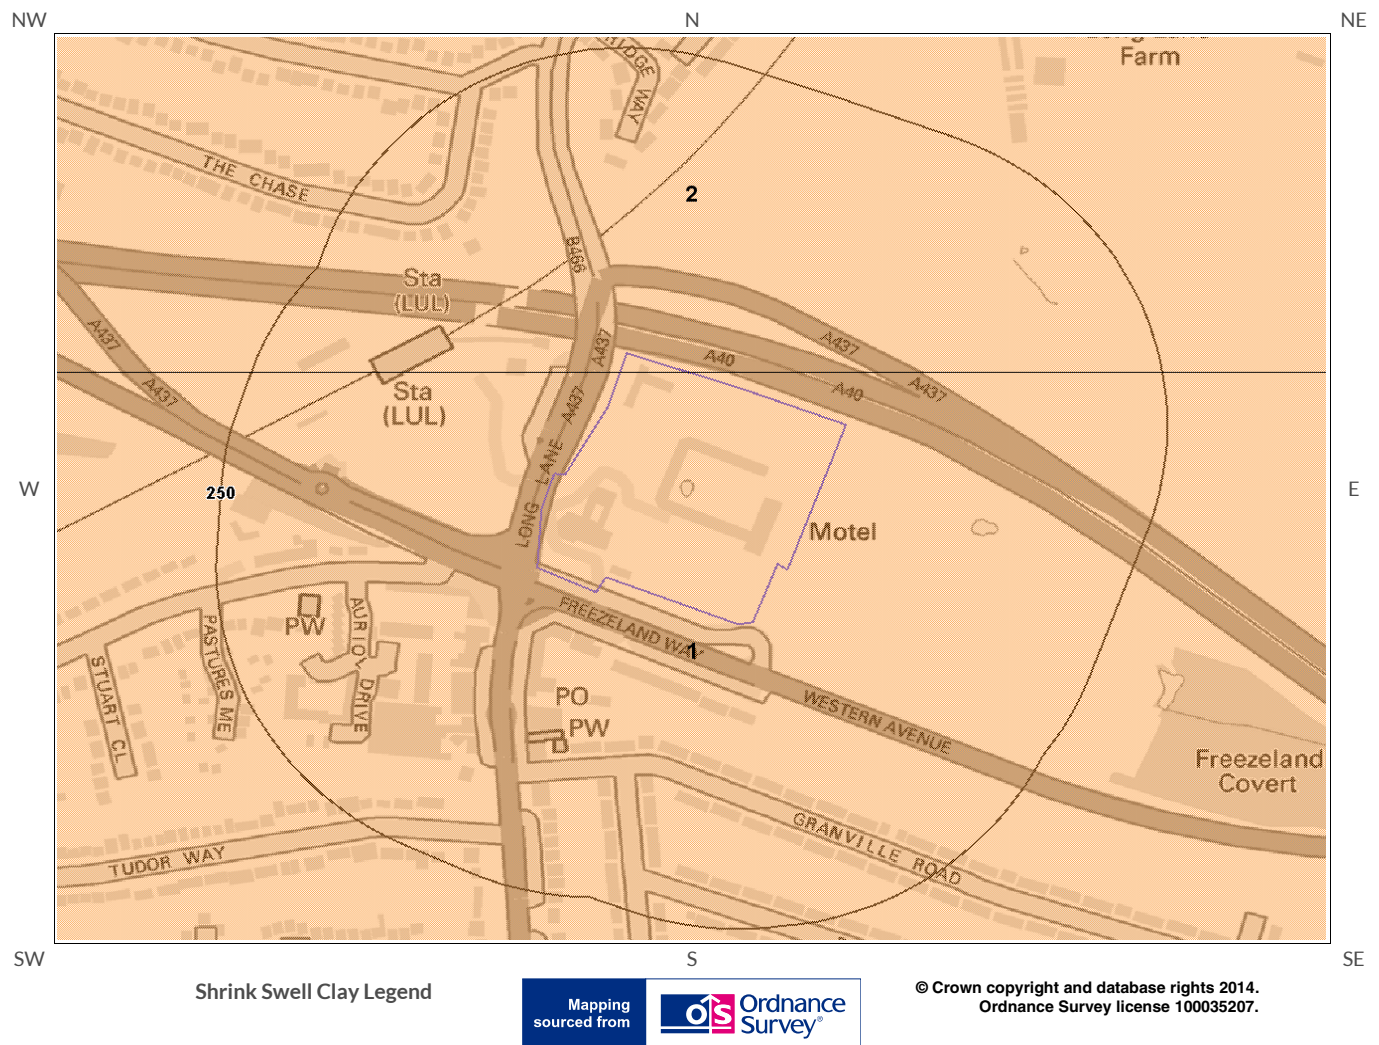 NW
N
NE
Farm
RIDGE WAY
THE CHASE
2
B466
Sta
(LUL)
A437
A437
A437
A40
A437
A437
A40
A437
Sta
(LUL)
LONG LANE
W
250
E
Motel
FREEZELAND WAY
1
PW
AURIOL DRIVE
PASTURES ME
STUART CL
PO
PW
WESTERN AVENUE
Freezeland
Covert
GRANVILLE ROAD
TUDOR WAY
SW
S
SE
Shrink Swell Clay Legend
Mapping
sourced from
OS
Ordnance
Survey®
© Crown copyright and database rights 2014.
Ordnance Survey license 100035207.